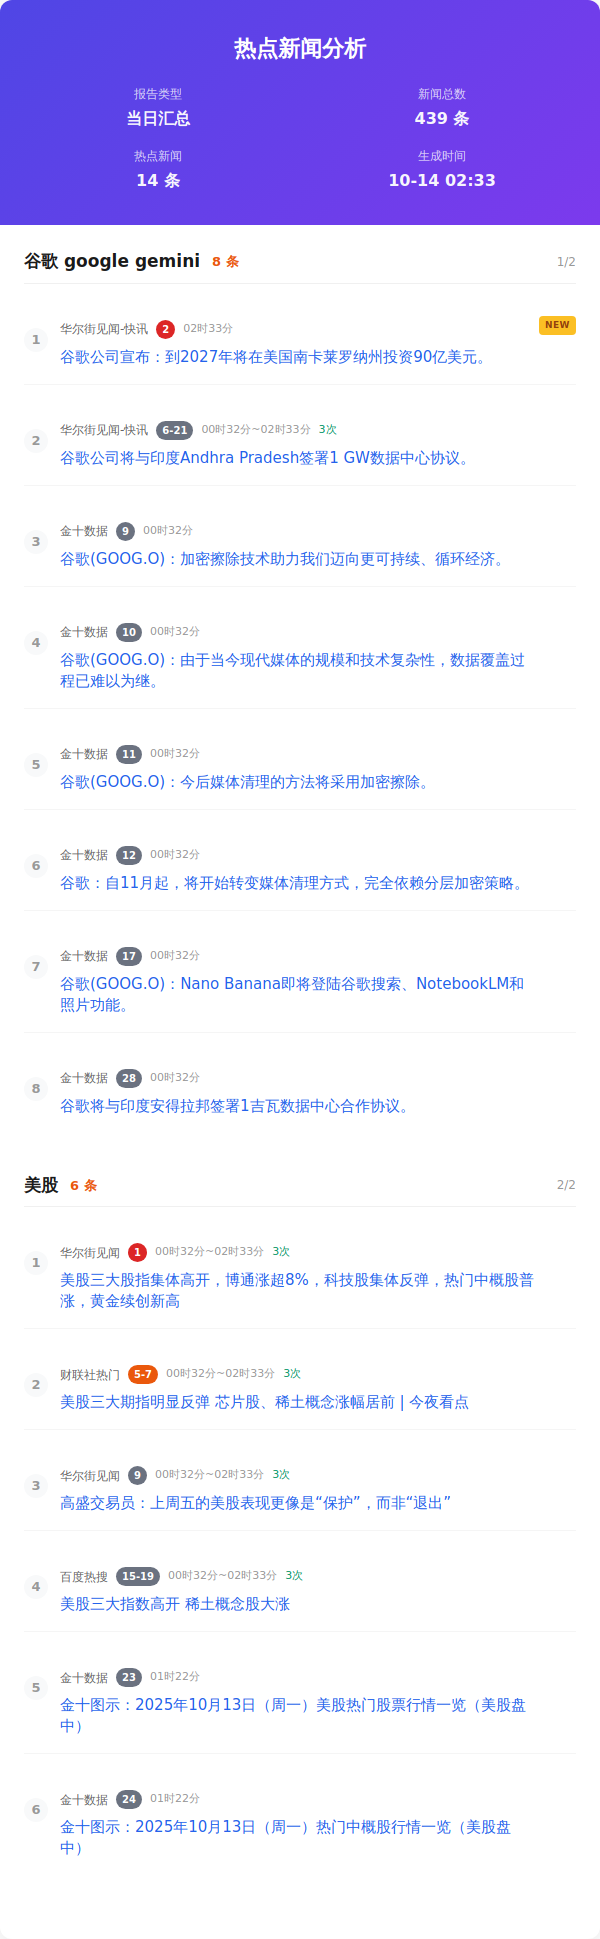 热点新闻分析
报告类型
新闻总数
当日汇总
439 条
热点新闻
生成时间
14 条
10-14 02:33
谷歌 google gemini 8 条 1/2
1 华尔街见闻-快讯 2 02时33分 NEW
谷歌公司宣布：到2027年将在美国南卡莱罗纳州投资90亿美元。
2 华尔街见闻-快讯 6-21 00时32分~02时33分 3次
谷歌公司将与印度Andhra Pradesh签署1 GW数据中心协议。
3 金十数据 9 00时32分
谷歌(GOOG.O)：加密擦除技术助力我们迈向更可持续、循环经济。
4 金十数据 10 00时32分
谷歌(GOOG.O)：由于当今现代媒体的规模和技术复杂性，数据覆盖过
程已难以为继。
5 金十数据 11 00时32分
谷歌(GOOG.O)：今后媒体清理的方法将采用加密擦除。
6 金十数据 12 00时32分
谷歌：自11月起，将开始转变媒体清理方式，完全依赖分层加密策略。
7 金十数据 17 00时32分
谷歌(GOOG.O)：Nano Banana即将登陆谷歌搜索、NotebookLM和
照片功能。
8 金十数据 28 00时32分
谷歌将与印度安得拉邦签署1吉瓦数据中心合作协议。
美股 6 条 2/2
1 华尔街见闻 1 00时32分~02时33分 3次
美股三大股指集体高开，博通涨超8%，科技股集体反弹，热门中概股普
涨，黄金续创新高
2 财联社热门 5-7 00时32分~02时33分 3次
美股三大期指明显反弹 芯片股、稀土概念涨幅居前 | 今夜看点
3 华尔街见闻 9 00时32分~02时33分 3次
高盛交易员：上周五的美股表现更像是“保护”，而非“退出”
4 百度热搜 15-19 00时32分~02时33分 3次
美股三大指数高开 稀土概念股大涨
5 金十数据 23 01时22分
金十图示：2025年10月13日（周一）美股热门股票行情一览（美股盘
中）
6 金十数据 24 01时22分
金十图示：2025年10月13日（周一）热门中概股行情一览（美股盘
中）